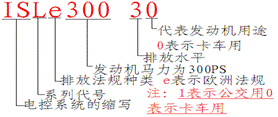 ISLe300 30
代表发动机用途
0表示卡车用
排放水平
发动机马力为300PS
排放法规种类 e表示欧洲法规
系列代号
电控系统的缩写
注：1表示公交用0
表示卡车用